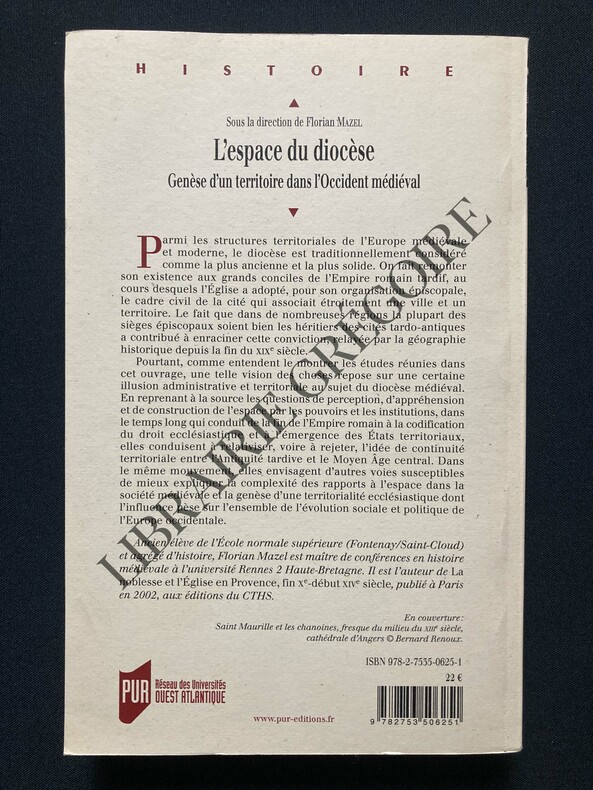 HISTOIRE
Sous la direction de Florian MAZEL
L'espace du diocèse
Genèse d'un territoire dans l'Occident médiéval
Parmi les structures territoriales de l'Europe médiévale
et moderne, le diocèse est traditionnellement considéré
comme la plus ancienne et la plus solide. On fait remonter
son existence aux grands conciles de l'Empire romain tardif, au
cours desquels l'Église a adopté, pour son organisation épiscopale,
le cadre civil de la cité qui associait étroitement une ville et un
territoire. Le fait que dans de nombreuses régions la plupart des
sièges épiscopaux soient bien les héritiers des cités tardo-antiques
a contribué à enraciner cette conviction, relayée par la géographie
historique depuis la fin du XIXe siècle.
Pourtant, comme entendent le montrer les études réunies dans
cet ouvrage, une telle vision des choses repose sur une certaine
illusion administrative et territoriale au sujet du diocèse médiéval.
En reprenant à la source les questions de perception, d'appréhension
et de construction de l'espace par les pouvoirs et les institutions, dans
le temps long qui conduit de la fin de l'Empire romain à la codification
du droit ecclésiastique et à l'émergence des États territoriaux,
elles conduisent à relativiser, voire à rejeter, l'idée de continuité
territoriale entre l'Antiquité tardive et le Moyen Âge central. Dans
le même mouvement, elles envisagent d'autres voies susceptibles
de mieux expliquer la complexité des rapports à l'espace dans la
société médiévale et la genèse d'une territorialité ecclésiastique dont
l'influence pèse sur l'ensemble de l'évolution sociale et politique de
l'Europe occidentale.
Ancien élève de l'École normale supérieure (Fontenay/Saint-Cloud)
et agrégé d'histoire, Florian Mazel est maître de conférences en histoire
médiévale à l'université Rennes 2 Haute-Bretagne. Il est l'auteur de La
noblesse et l'Église en Provence, fin Xe-début XIVe siècle, publié à Paris
en 2002, aux éditions du CTHS.
En couverture:
Saint Maurille et les chanoines, fresque du milieu du XIIIe siècle,
cathédrale d'Angers © Bernard Renoux.
ISBN 978-2-7535-0625-1
22 €
PUR
Réseau des Universités
OUEST ATLANTIQUE
www.pur-editions.fr
9 782753 506251
LIBRAIRIE GRÉGOIRE